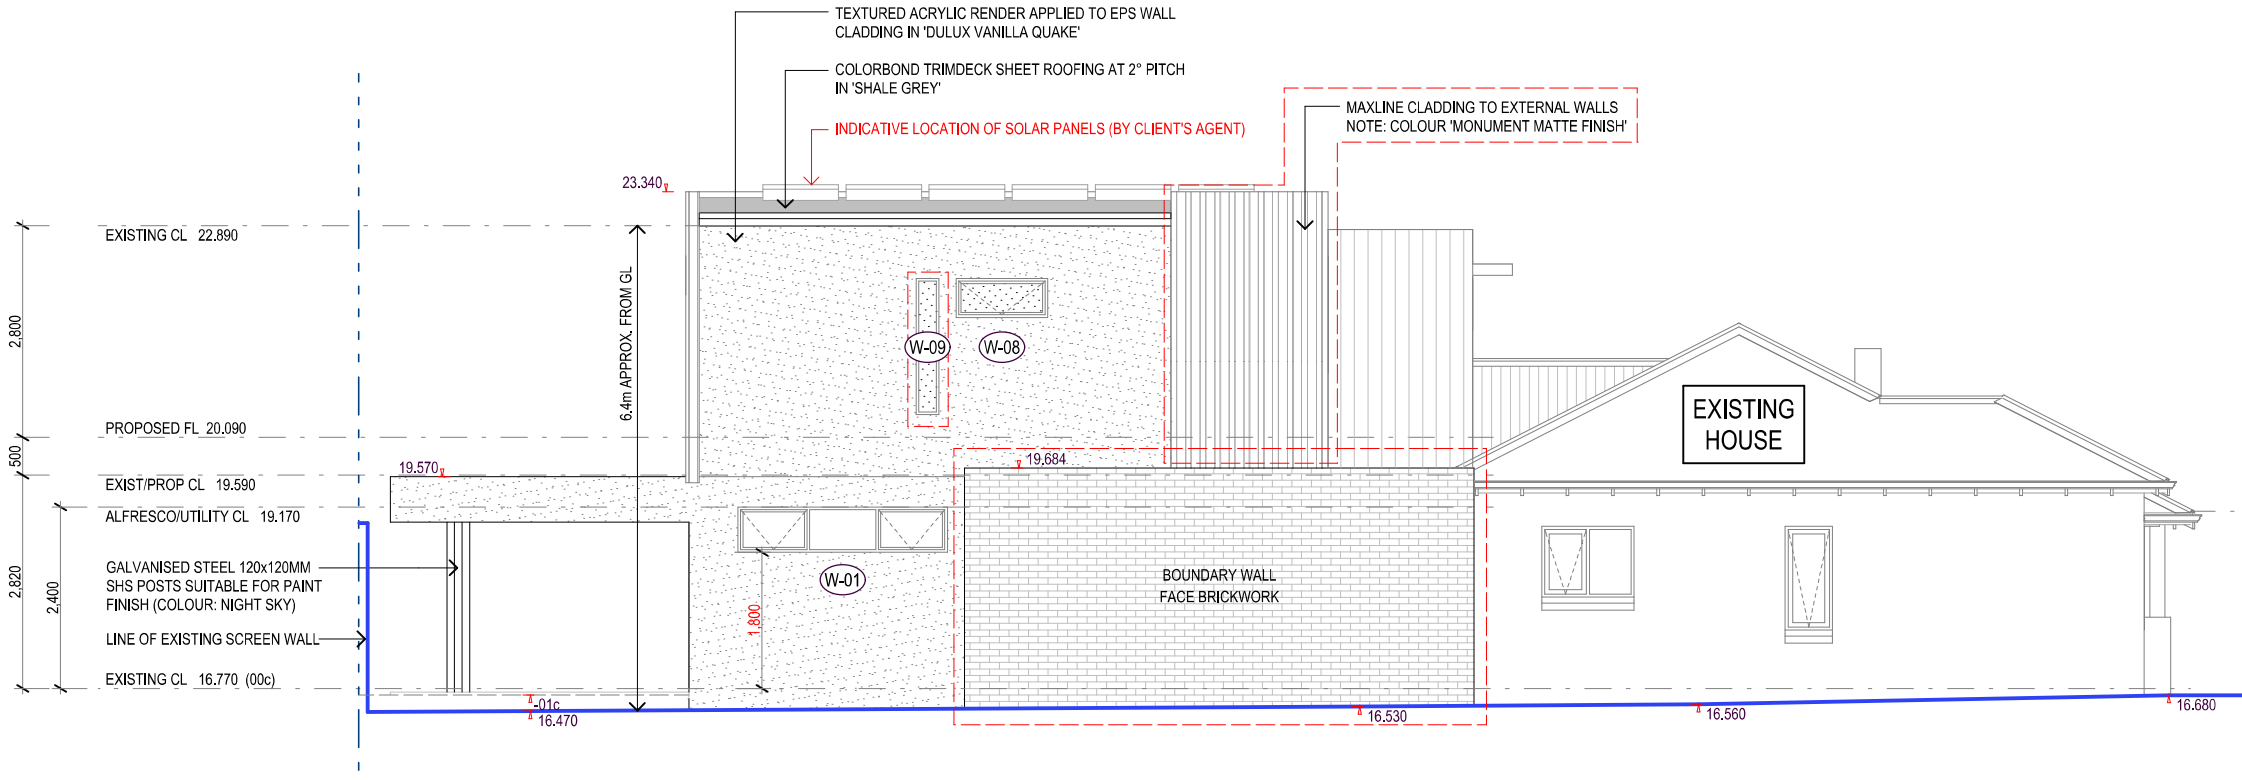 TEXTURED ACRYLIC RENDER APPLIED TO EPS WALL
CLADDING IN 'DULUX VANILLA QUAKE'
COLORBOND TRIMDECK SHEET ROOFING AT 2° PITCH
IN 'SHALE GREY'
INDICATIVE LOCATION OF SOLAR PANELS (BY CLIENT'S AGENT)
MAXLINE CLADDING TO EXTERNAL WALLS
NOTE: COLOUR 'MONUMENT MATTE FINISH'
23.340
EXISTING CL 22.890
2,800
6.4m APPROX. FROM GL
W-09
W-08
EXISTING
HOUSE
PROPOSED FL 20.090
500
19.570
19.684
EXIST/PROP CL 19.590
ALFRESCO/UTILITY CL 19.170
2,820
2,400
GALVANISED STEEL 120x120MM
SHS POSTS SUITABLE FOR PAINT
FINISH (COLOUR: NIGHT SKY)
W-01
1,800
BOUNDARY WALL
FACE BRICKWORK
LINE OF EXISTING SCREEN WALL
EXISTING CL 16.770 (00c)
-01c
16.470
16.530
16.560
16.680